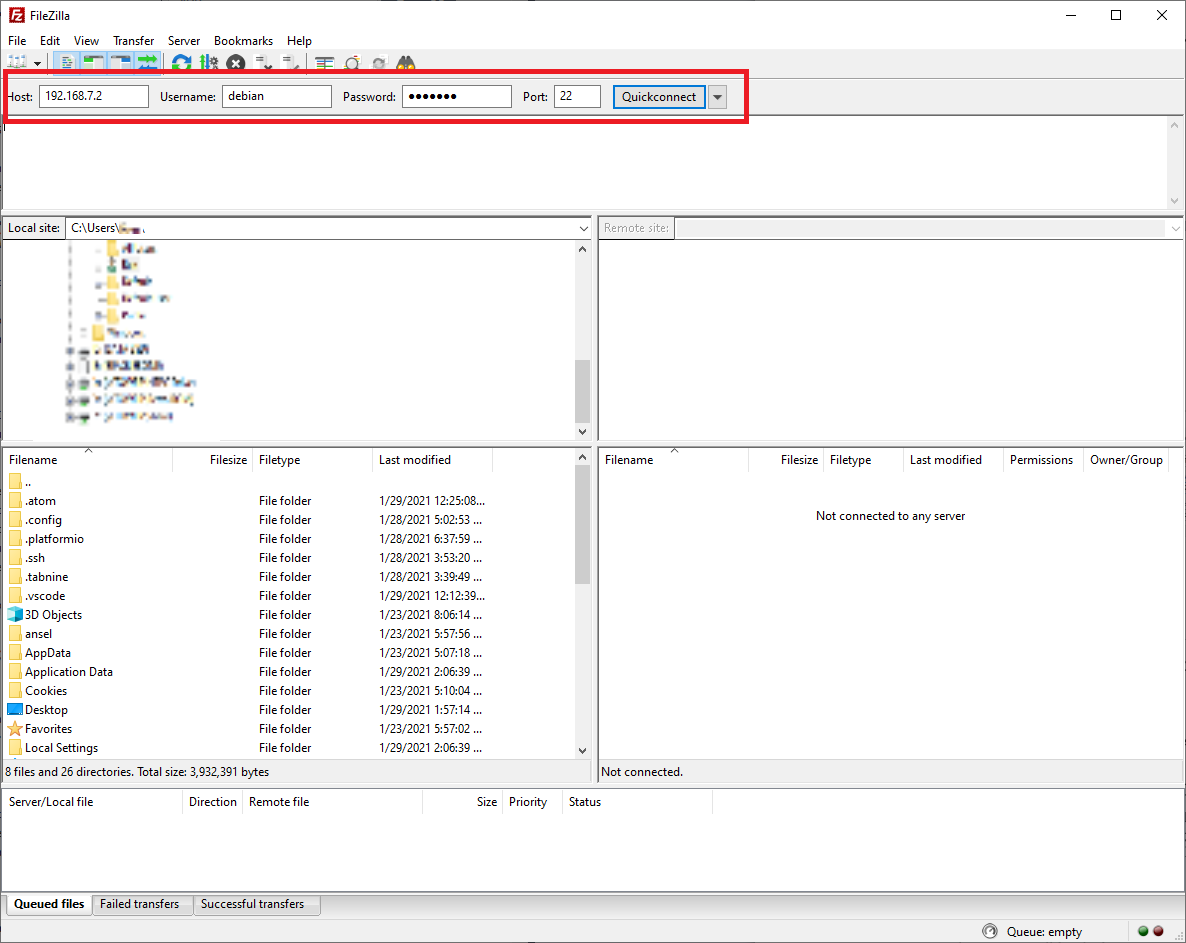 FileZilla
File Edit View Transfer Server Bookmarks Help
Host: 192.168.7.2 Username: debian Password: ●●●●●●● Port: 22 Quickconnect
Local site: C:\Users\
Remote site:
Filename Filesize Filetype Last modified
..
.atom File folder 1/29/2021 12:25:08...
.config File folder 1/28/2021 5:02:53 ...
.platformio File folder 1/28/2021 6:37:59 ...
.ssh File folder 1/28/2021 3:53:20 ...
.tabnine File folder 1/28/2021 3:39:49 ...
.vscode File folder 1/29/2021 12:12:39...
3D Objects File folder 1/23/2021 8:06:14 ...
ansel File folder 1/23/2021 5:57:56 ...
AppData File folder 1/23/2021 5:07:18 ...
Application Data File folder 1/29/2021 2:06:39 ...
Cookies File folder 1/23/2021 5:10:04 ...
Desktop File folder 1/29/2021 1:57:14 ...
Favorites File folder 1/23/2021 5:57:02 ...
Local Settings File folder 1/29/2021 2:06:39 ...
8 files and 26 directories. Total size: 3,932,391 bytes
Filename Filesize Filetype Last modified Permissions Owner/Group
Not connected to any server
Not connected.
Server/Local file Direction Remote file Size Priority Status
Queued files Failed transfers Successful transfers
Queue: empty